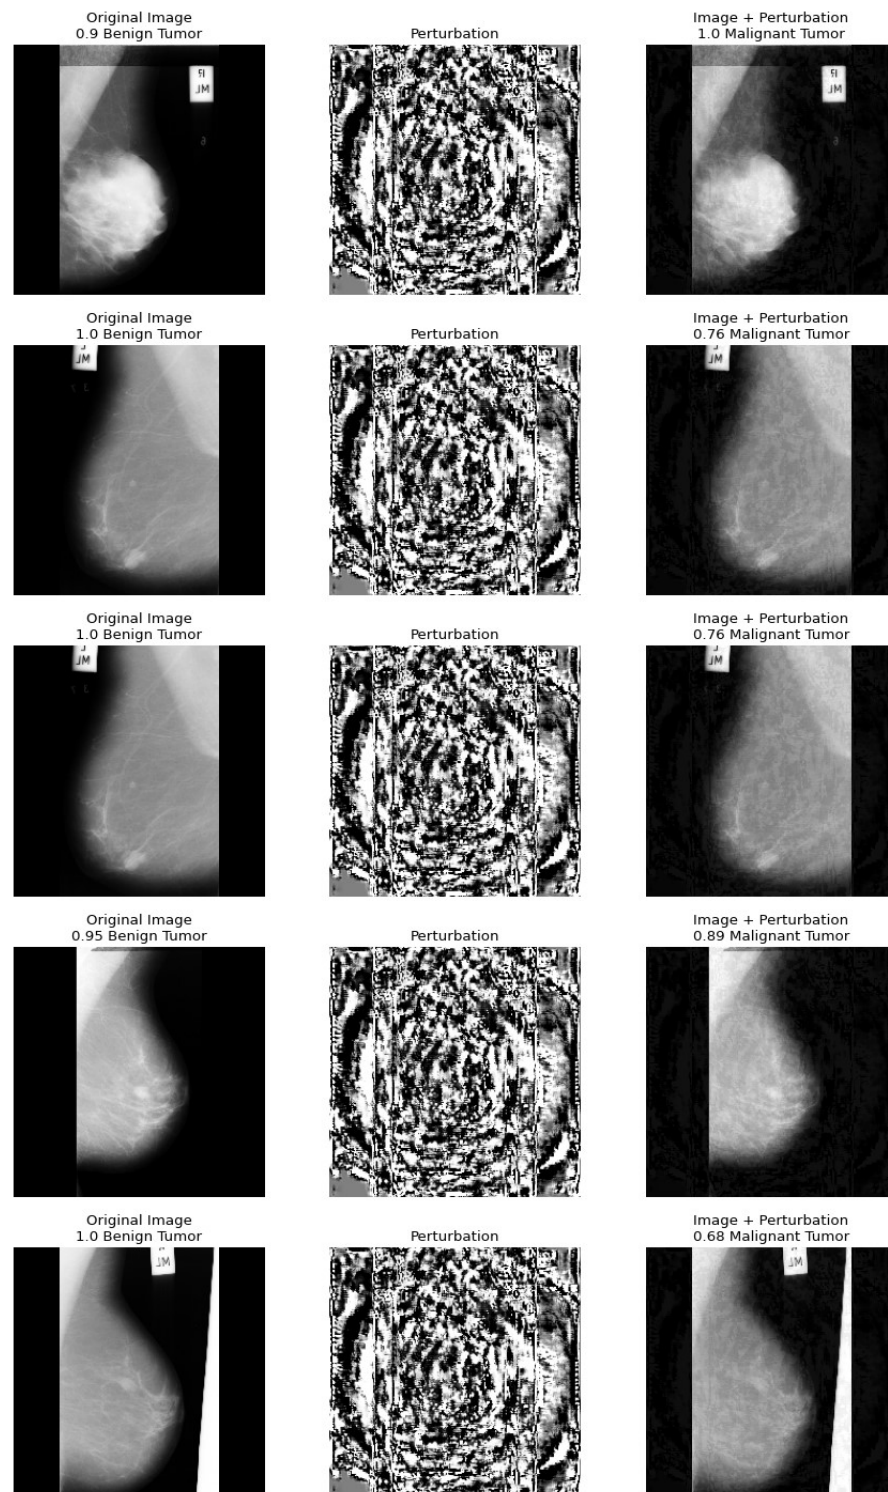 Original Image
0.9 Benign Tumor
Perturbation
Image + Perturbation
1.0 Malignant Tumor
Original Image
1.0 Benign Tumor
Perturbation
Image + Perturbation
0.76 Malignant Tumor
Original Image
1.0 Benign Tumor
Perturbation
Image + Perturbation
0.76 Malignant Tumor
Original Image
0.95 Benign Tumor
Perturbation
Image + Perturbation
0.89 Malignant Tumor
Original Image
1.0 Benign Tumor
Perturbation
Image + Perturbation
0.68 Malignant Tumor